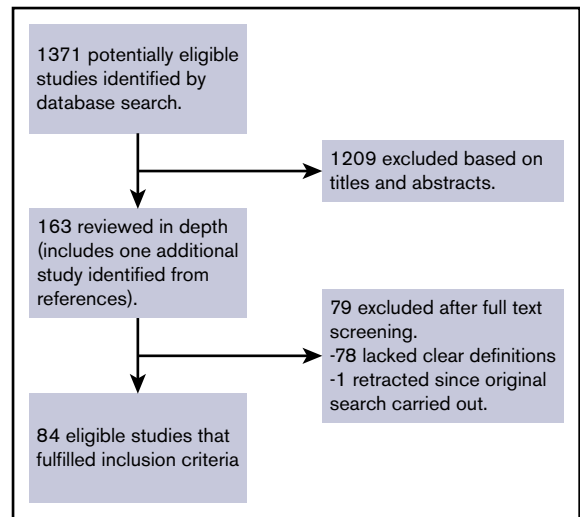 1371 potentially eligible
studies identified by
database search.
1209 excluded based on
titles and abstracts.
163 reviewed in depth
(includes one additional
study identified from
references).
79 excluded after full text
screening.
-78 lacked clear definitions
-1 retracted since original
search carried out.
84 eligible studies that
fulfilled inclusion criteria